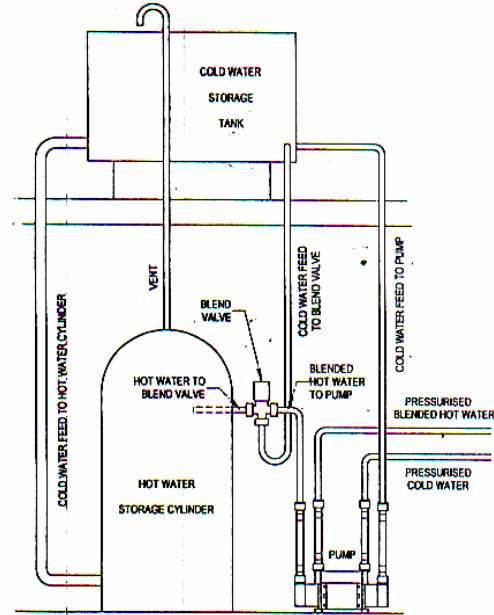 COLD WATER
STORAGE
TANK
COLD WATER FEED TO HOT WATER CYLINDER
VENT
COLD WATER FEED
TO BLEND VALVE
COLD WATER FEED TO PUMP
BLEND
VALVE
HOT WATER TO
BLEND VALVE
BLENDED
HOT WATER
TO PUMP
PRESSURISED
BLENDED HOT WATER
PRESSURISED
COLD WATER
HOT WATER
STORAGE CYLINDER
PUMP